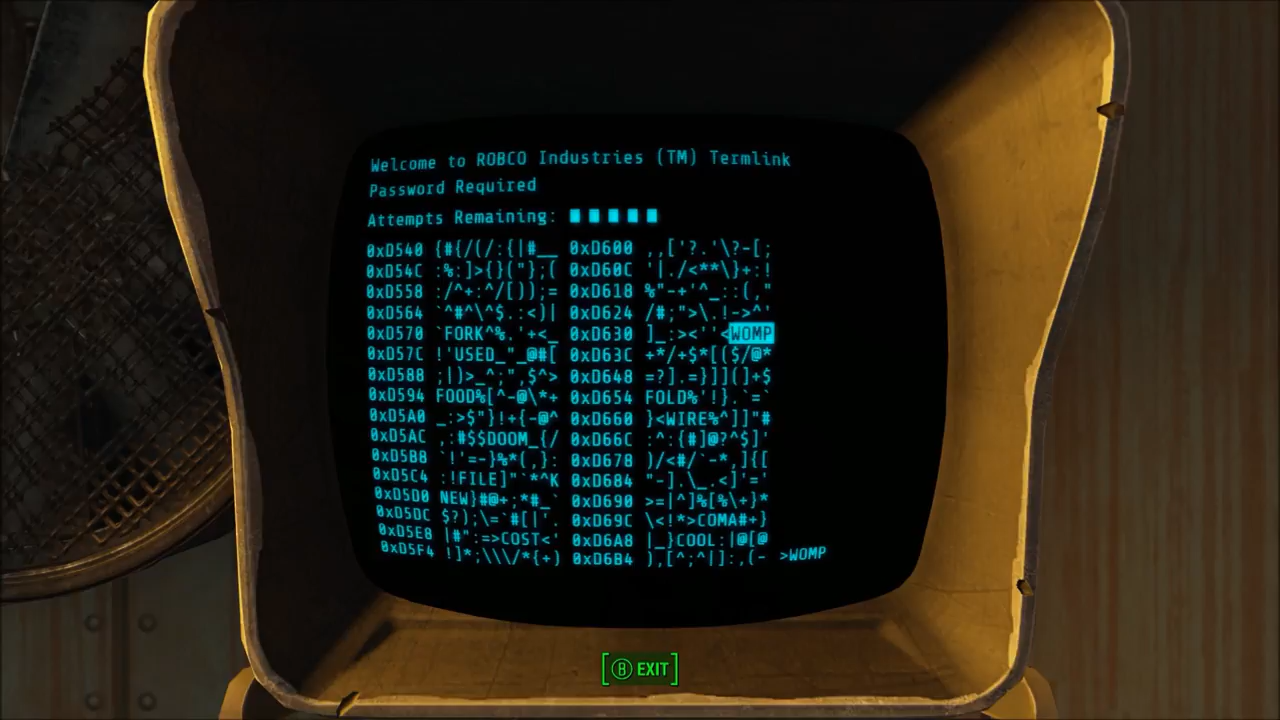 Welcome to ROBCO Industries (TM) Termlink
Password Required
Attempts Remaining: ■ ■ ■ ■ ■
0xD540 {#{/(/:{|#__ 0xD600 ,,['?.'\?-[;
0xD54C :%:]>{}("};( 0xD60C '|./<**\}+:!
0xD558 :/^+:^/[));= 0xD618 %"-+'^_::(,"
0xD564 `^#^\^$.:<)| 0xD624 /#;">\.!->^'
0xD570 `FORK^%.'+<_ 0xD630 ]_:><''<WOMP
0xD57C !'USED_"_@#[ 0xD63C +*/+$*[($/@*
0xD588 ;|)>_^;",$^> 0xD648 =?].=}]](]+$
0xD594 FOOD%[^-@\*+ 0xD654 FOLD%'!}.`=`
0xD5A0 _:>$"}!+{-@^ 0xD660 }<WIRE%^]]"#
0xD5AC ,:#$$DOOM_{/ 0xD66C :^:{#]@?^$]'
0xD5B8 `!'=-}%*(,}: 0xD678 )/<#/`-*,]{[
0xD5C4 :!FILE]"`*^K 0xD684 "-].\_.<]'='
0xD5D0 NEW}#@+;*#_` 0xD690 >=|^]%[%\+}*
0xD5DC $?);\=`#[|'. 0xD69C \<!*>COMA#+}
0xD5E8 |#":=>COST<' 0xD6A8 |_}COOL:|@[@
0xD5F4 !]*;\\\/*{+) 0xD6B4 ),[^;^|]:,(- >WOMP
[Ⓑ EXIT]